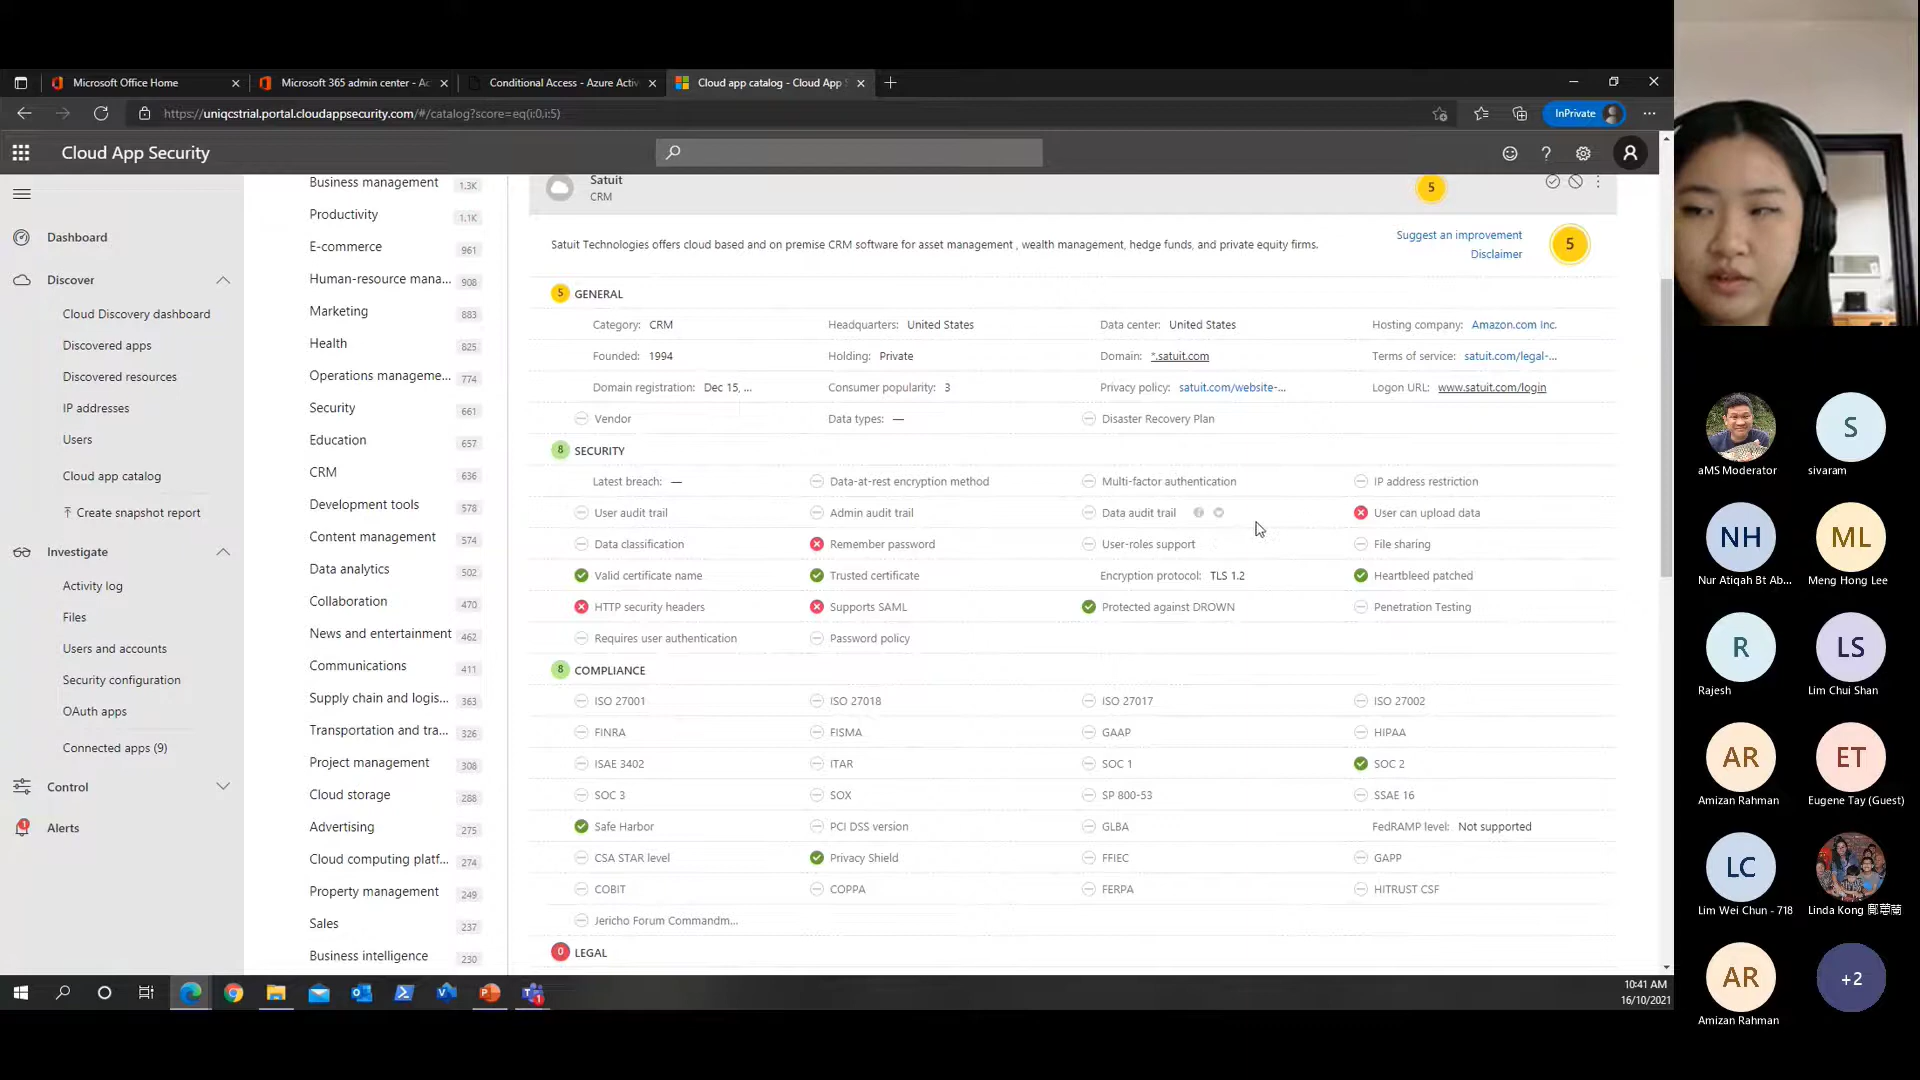 Microsoft Office Home
Microsoft 365 admin center - Ac
Conditional Access - Azure Activ
Cloud app catalog - Cloud App S
https://uniqcstrial.portal.cloudappsecurity.com/#/catalog?score=eq(i:0,i:5)
InPrivate
Cloud App Security
Dashboard
Discover
Cloud Discovery dashboard
Discovered apps
Discovered resources
IP addresses
Users
Cloud app catalog
Create snapshot report
Investigate
Activity log
Files
Users and accounts
Security configuration
OAuth apps
Connected apps (9)
Control
1
Alerts
Business management 1.3K
Productivity 1.1K
E-commerce 961
Human-resource mana... 908
Marketing 883
Health 825
Operations manageme... 774
Security 661
Education 657
CRM 636
Development tools 578
Content management 574
Data analytics 502
Collaboration 470
News and entertainment 462
Communications 411
Supply chain and logis... 363
Transportation and tra... 326
Project management 308
Cloud storage 288
Advertising 275
Cloud computing platf... 274
Property management 249
Sales 237
Business intelligence 230
Satuit 5
CRM
Satuit Technologies offers cloud based and on premise CRM software for asset management , wealth management, hedge funds, and private equity firms.
Suggest an improvement
Disclaimer
5
5 GENERAL
Category: CRM Headquarters: United States Data center: United States Hosting company: Amazon.com Inc.
Founded: 1994 Holding: Private Domain: *.satuit.com Terms of service: satuit.com/legal-...
Domain registration: Dec 15, ... Consumer popularity: 3 Privacy policy: satuit.com/website-... Logon URL: www.satuit.com/login
Vendor Data types: — Disaster Recovery Plan
8 SECURITY
Latest breach: — Data-at-rest encryption method Multi-factor authentication IP address restriction
User audit trail Admin audit trail Data audit trail User can upload data
Data classification Remember password User-roles support File sharing
Valid certificate name Trusted certificate Encryption protocol: TLS 1.2 Heartbleed patched
HTTP security headers Supports SAML Protected against DROWN Penetration Testing
Requires user authentication Password policy
8 COMPLIANCE
ISO 27001 ISO 27018 ISO 27017 ISO 27002
FINRA FISMA GAAP HIPAA
ISAE 3402 ITAR SOC 1 SOC 2
SOC 3 SOX SP 800-53 SSAE 16
Safe Harbor PCI DSS version GLBA FedRAMP level: Not supported
CSA STAR level Privacy Shield FFIEC GAPP
COBIT COPPA FERPA HITRUST CSF
Jericho Forum Commandm...
0 LEGAL
10:41 AM
16/10/2021
S
aMS Moderator sivaram
NH ML
Nur Atiqah Bt Ab... Meng Hong Lee
R LS
Rajesh Lim Chui Shan
AR ET
Amizan Rahman Eugene Tay (Guest)
LC
Lim Wei Chun - 718 Linda Kong
AR +2
Amizan Rahman